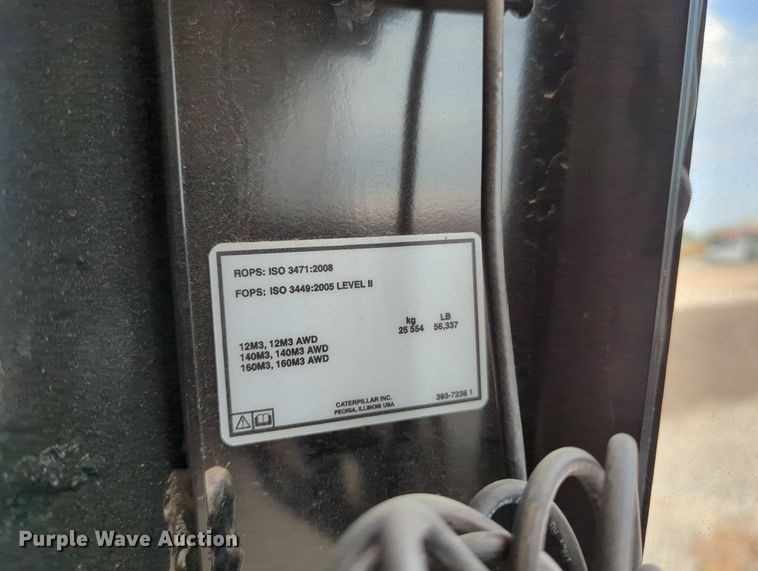 ROPS: ISO 3471:2008
FOPS: ISO 3449:2005 LEVEL II
kg LB
25 554 56,337
12M3, 12M3 AWD
140M3, 140M3 AWD
160M3, 160M3 AWD
CATERPILLAR INC.
PEORIA, ILLINOIS USA
393-7238 1
Purple Wave Auction